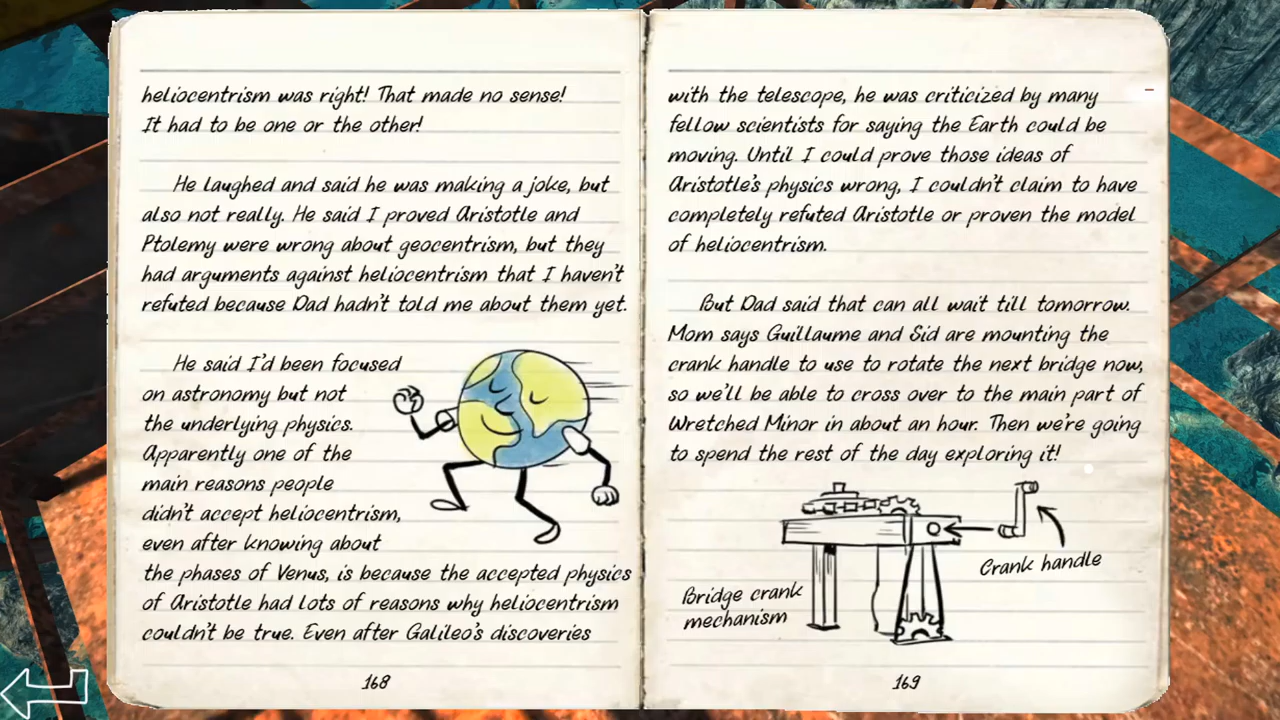 heliocentrism was right! That made no sense!
It had to be one or the other!
He laughed and said he was making a joke, but
also not really. He said I proved Aristotle and
Ptolemy were wrong about geocentrism, but they
had arguments against heliocentrism that I haven't
refuted because Dad hadn't told me about them yet.
He said I'd been focused
on astronomy but not
the underlying physics.
Apparently one of the
main reasons people
didn't accept heliocentrism,
even after knowing about
the phases of Venus, is because the accepted physics
of Aristotle had lots of reasons why heliocentrism
couldn't be true. Even after Galileo's discoveries
168
with the telescope, he was criticized by many
fellow scientists for saying the Earth could be
moving. Until I could prove those ideas of
Aristotle's physics wrong, I couldn't claim to have
completely refuted Aristotle or proven the model
of heliocentrism.
But Dad said that can all wait till tomorrow.
Mom says Guillaume and Sid are mounting the
crank handle to use to rotate the next bridge now,
so we'll be able to cross over to the main part of
Wretched Minor in about an hour. Then we're going
to spend the rest of the day exploring it!
Crank handle
Bridge crank
mechanism
169